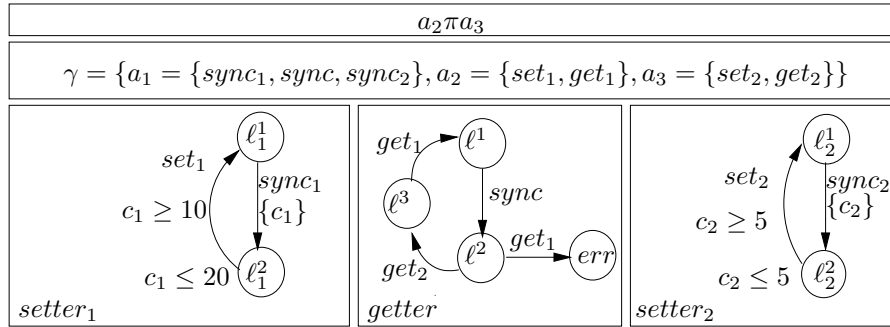 a₂πa₃
γ = {a₁ = {sync₁, sync, sync₂}, a₂ = {set₁, get₁}, a₃ = {set₂, get₂}}
ℓ₁¹
set₁
sync₁
{c₁}
c₁ ≥ 10
c₁ ≤ 20
ℓ₁²
setter₁
ℓ¹
get₁
ℓ³
sync
ℓ²
get₁
err
get₂
getter
ℓ₂¹
set₂
sync₂
{c₂}
c₂ ≥ 5
c₂ ≤ 5
ℓ₂²
setter₂